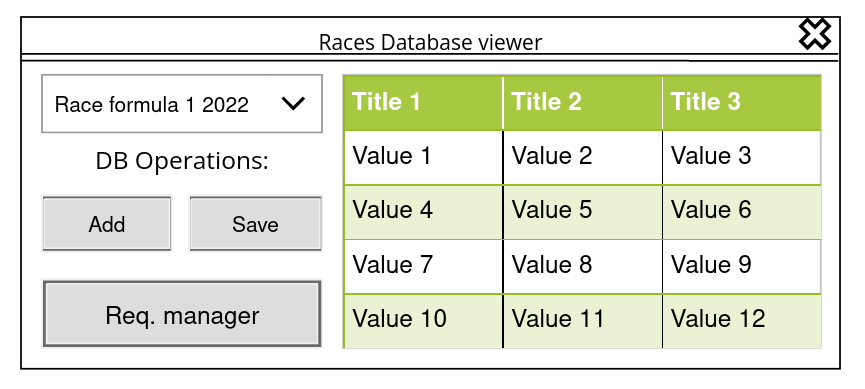 Races Database viewer
Race formula 1 2022
DB Operations:
Add Save
Req. manager
Title 1 Title 2 Title 3
Value 1 Value 2 Value 3
Value 4 Value 5 Value 6
Value 7 Value 8 Value 9
Value 10 Value 11 Value 12